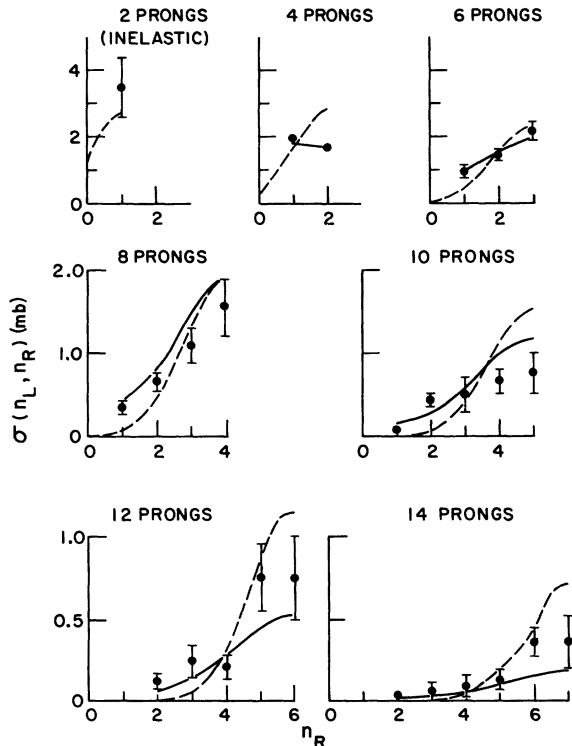 2 PRONGS
(INELASTIC)
4 PRONGS
6 PRONGS
4
2
0
0 2
0 2
0 2
8 PRONGS
10 PRONGS
2.0
1.0
0
0 2 4
0 2 4
σ (n_L, n_R) (mb)
12 PRONGS
14 PRONGS
1.0
0.5
0
0 2 4 6
0 2 4 6
n_R